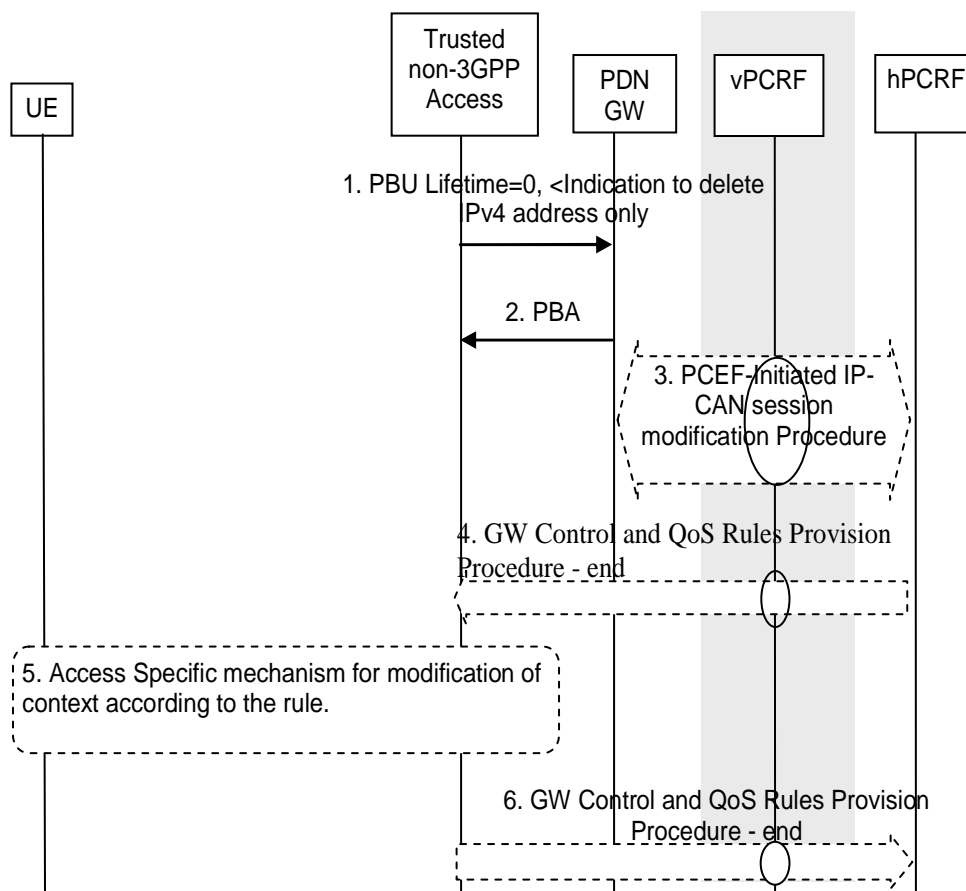 Trusted
non-3GPP
Access
UE
PDN
GW
vPCRF
hPCRF
1. PBU Lifetime=0, <Indication to delete
IPv4 address only
2. PBA
3. PCEF-Initiated IP-
CAN session
modification Procedure
4. GW Control and QoS Rules Provision
Procedure - end
5. Access Specific mechanism for modification of
context according to the rule.
6. GW Control and QoS Rules Provision
Procedure - end